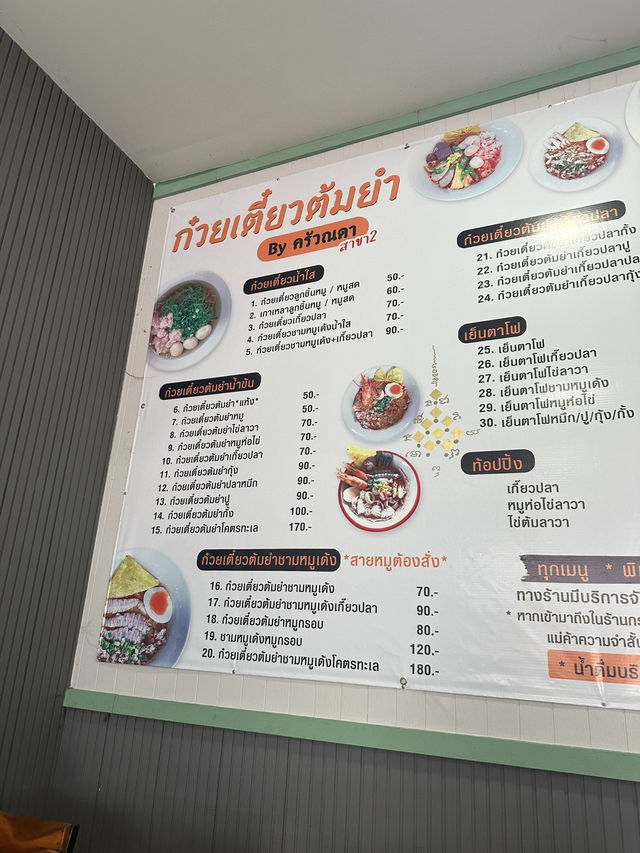 ก๋วยเตี๋ยวต้มยำ
By ครัวณดา
สาขา2
ก๋วยเตี๋ยวน้ำใส
1. ก๋วยเตี๋ยวลูกชิ้นหมู / หมูสด 50.-
2. เกาเหลาลูกชิ้นหมู / หมูสด 60.-
3. ก๋วยเตี๋ยวเกี๊ยวปลา 70.-
4. ก๋วยเตี๋ยวชามหมูเด้งน้ำใส 70.-
5. ก๋วยเตี๋ยวชามหมูเด้ง+เกี๊ยวปลา 90.-
ก๋วยเตี๋ยวต้มยำน้ำข้น
6. ก๋วยเตี๋ยวต้มยำ*แห้ง* 50.-
7. ก๋วยเตี๋ยวต้มยำหมู 50.-
8. ก๋วยเตี๋ยวต้มยำไข่ลาวา 70.-
9. ก๋วยเตี๋ยวต้มยำหมูห่อไข่ 70.-
10. ก๋วยเตี๋ยวต้มยำเกี๊ยวปลา 70.-
11. ก๋วยเตี๋ยวต้มยำกุ้ง 90.-
12. ก๋วยเตี๋ยวต้มยำปลาหมึก 90.-
13. ก๋วยเตี๋ยวต้มยำปู 90.-
14. ก๋วยเตี๋ยวต้มยำกั้ง 100.-
15. ก๋วยเตี๋ยวต้มยำโคตรทะเล 170.-
ก๋วยเตี๋ยวต้มยำชามหมูเด้ง *สายหมูต้องสั่ง*
16. ก๋วยเตี๋ยวต้มยำชามหมูเด้ง 70.-
17. ก๋วยเตี๋ยวต้มยำชามหมูเด้งเกี๊ยวปลา 90.-
18. ก๋วยเตี๋ยวต้มยำหมูกรอบ 80.-
19. ชามหมูเด้งหมูกรอบ 120.-
20. ก๋วยเตี๋ยวต้มยำชามหมูเด้งโคตรทะเล 180.-
21. ก๋วยเตี๋ยวต้มยำเกี๊ยวปลากั้ง
22. ก๋วยเตี๋ยวต้มยำเกี๊ยวปลาปู
23. ก๋วยเตี๋ยวต้มยำเกี๊ยวปลาปลา
24. ก๋วยเตี๋ยวต้มยำเกี๊ยวปลากุ้ง
เย็นตาโฟ
25. เย็นตาโฟ
26. เย็นตาโฟเกี๊ยวปลา
27. เย็นตาโฟไข่ลาวา
28. เย็นตาโฟชามหมูเด้ง
29. เย็นตาโฟหมูห่อไข่
30. เย็นตาโฟหมึก/ปู/กุ้ง/กั้ง
ท้อปปิ้ง
เกี๊ยวปลา
หมูห่อไข่ลาวา
ไข่ต้มลาวา
ทุกเมนู *
ทางร้านมีบริการ
* หากเข้ามาถึงในร้าน
แม่ค้าความจำ
* น้ำดื่ม